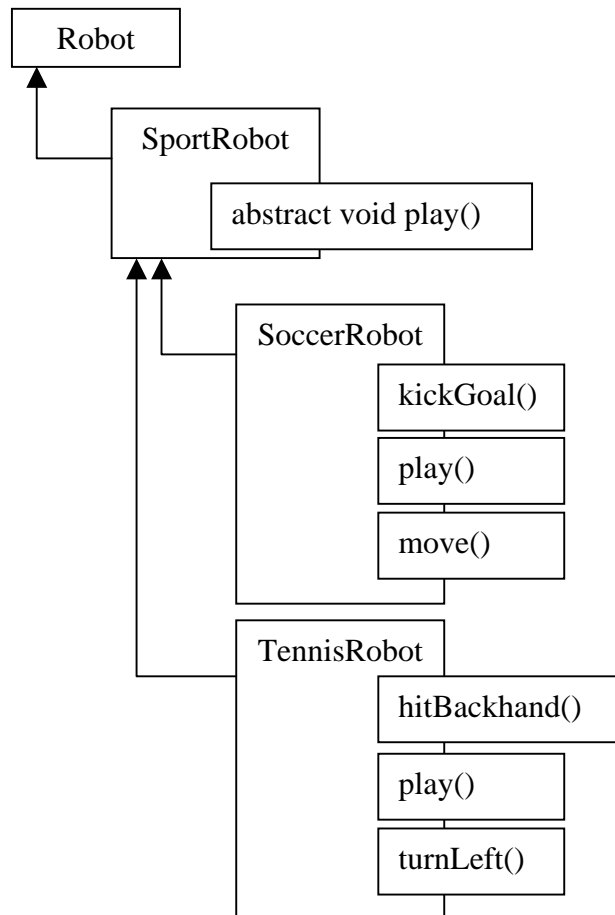 Robot
SportRobot
abstract void play()
SoccerRobot
kickGoal()
play()
move()
TennisRobot
hitBackhand()
play()
turnLeft()